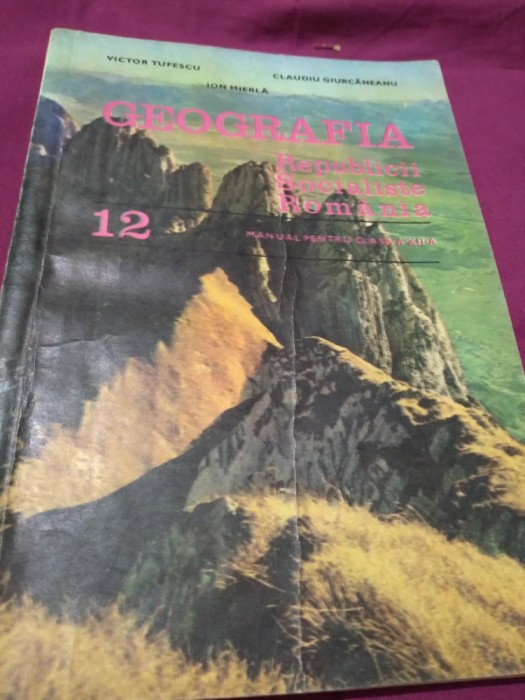 VICTOR TUFESCU
CLAUDIU GIURCĂNEANU
ION MIERLĂ
GEOGRAFIA
Republicii
Socialiste
România
12
MANUAL PENTRU CLASA A XII-A